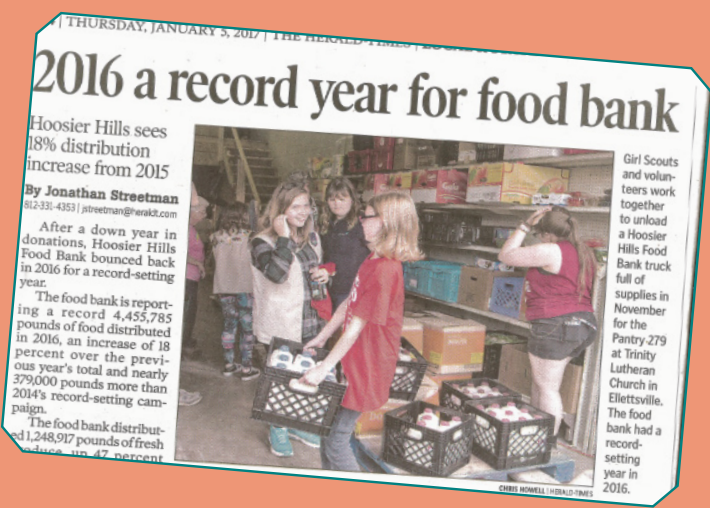 THURSDAY, JANUARY 5, 2017 | THE HERALD-TIMES |
2016 a record year for food bank
Hoosier Hills sees
18% distribution
increase from 2015
By Jonathan Streetman
812-331-4353 | jstreetman@heraldt.com
After a down year in
donations, Hoosier Hills
Food Bank bounced back
in 2016 for a record-setting
year.
The food bank is report-
ing a record 4,455,785
pounds of food distributed
in 2016, an increase of 18
percent over the previ-
ous year's total and nearly
379,000 pounds more than
2014's record-setting cam-
paign.
The food bank distribut-
ed 1,248,917 pounds of fresh
produce, up 47 percent
Girl Scouts
and volun-
teers work
together
to unload
a Hoosier
Hills Food
Bank truck
full of
supplies in
November
for the
Pantry 279
at Trinity
Lutheran
Church in
Ellettsville.
The food
bank had a
record-
setting
year in
2016.
CHRIS HOWELL | HERALD-TIMES